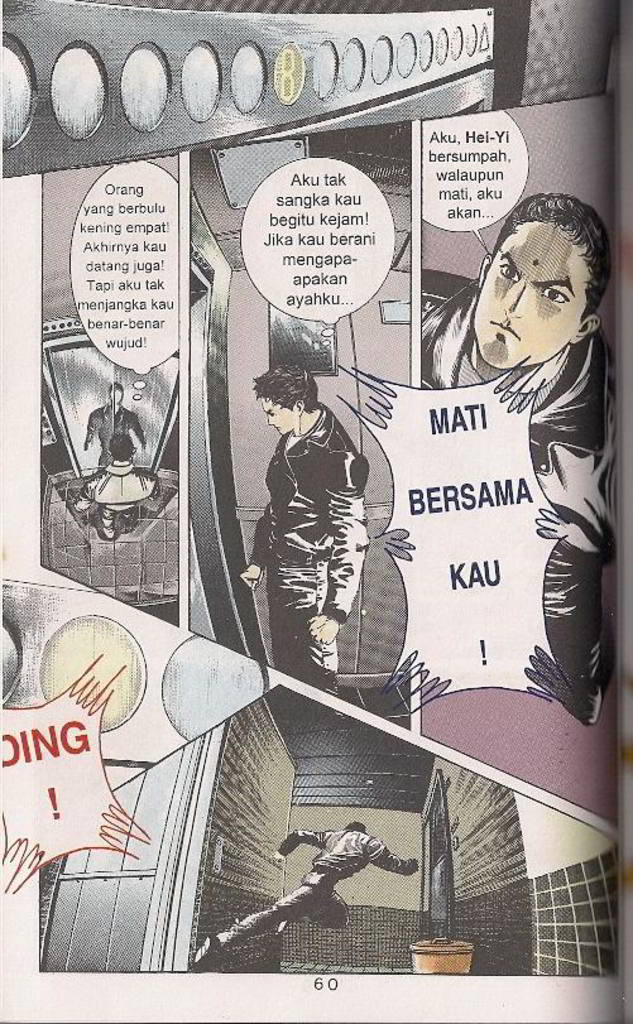 8
Orang
yang berbulu
kening empat!
Akhirnya kau
datang juga!
Tapi aku tak
menjangka kau
benar-benar
wujud!
Aku tak
sangka kau
begitu kejam!
Jika kau berani
mengapa-
apakan
ayahku...
Aku, Hei-Yi
bersumpah,
walaupun
mati, aku
akan...
MATI
BERSAMA
KAU
!
DING
!
60